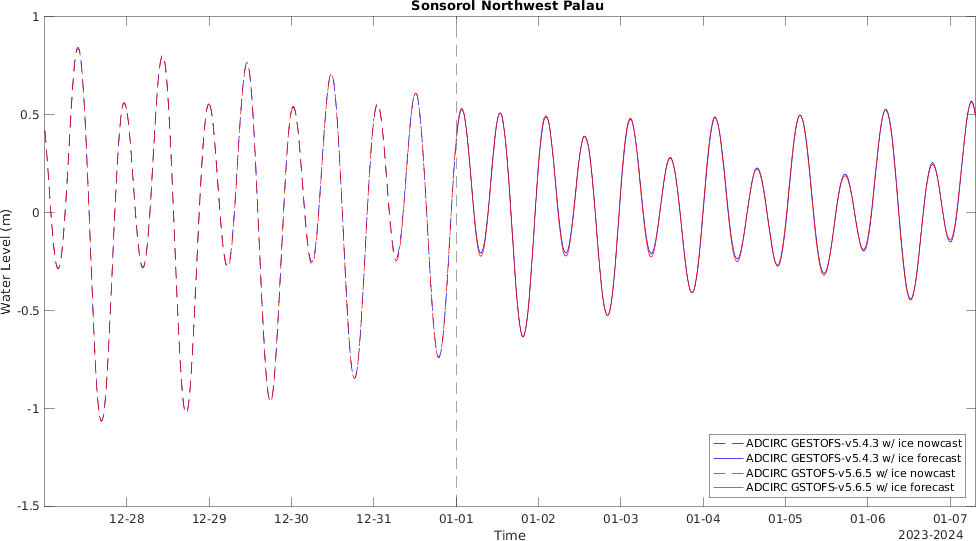 Sonsorol Northwest Palau
1
0.5
0
-0.5
-1
-1.5
Water Level (m)
12-28
12-29
12-30
12-31
01-01
01-02
01-03
01-04
01-05
01-06
01-07
Time
2023-2024
ADCIRC GESTOFS-v5.4.3 w/ ice nowcast
ADCIRC GESTOFS-v5.4.3 w/ ice forecast
ADCIRC GSTOFS-v5.6.5 w/ ice nowcast
ADCIRC GSTOFS-v5.6.5 w/ ice forecast